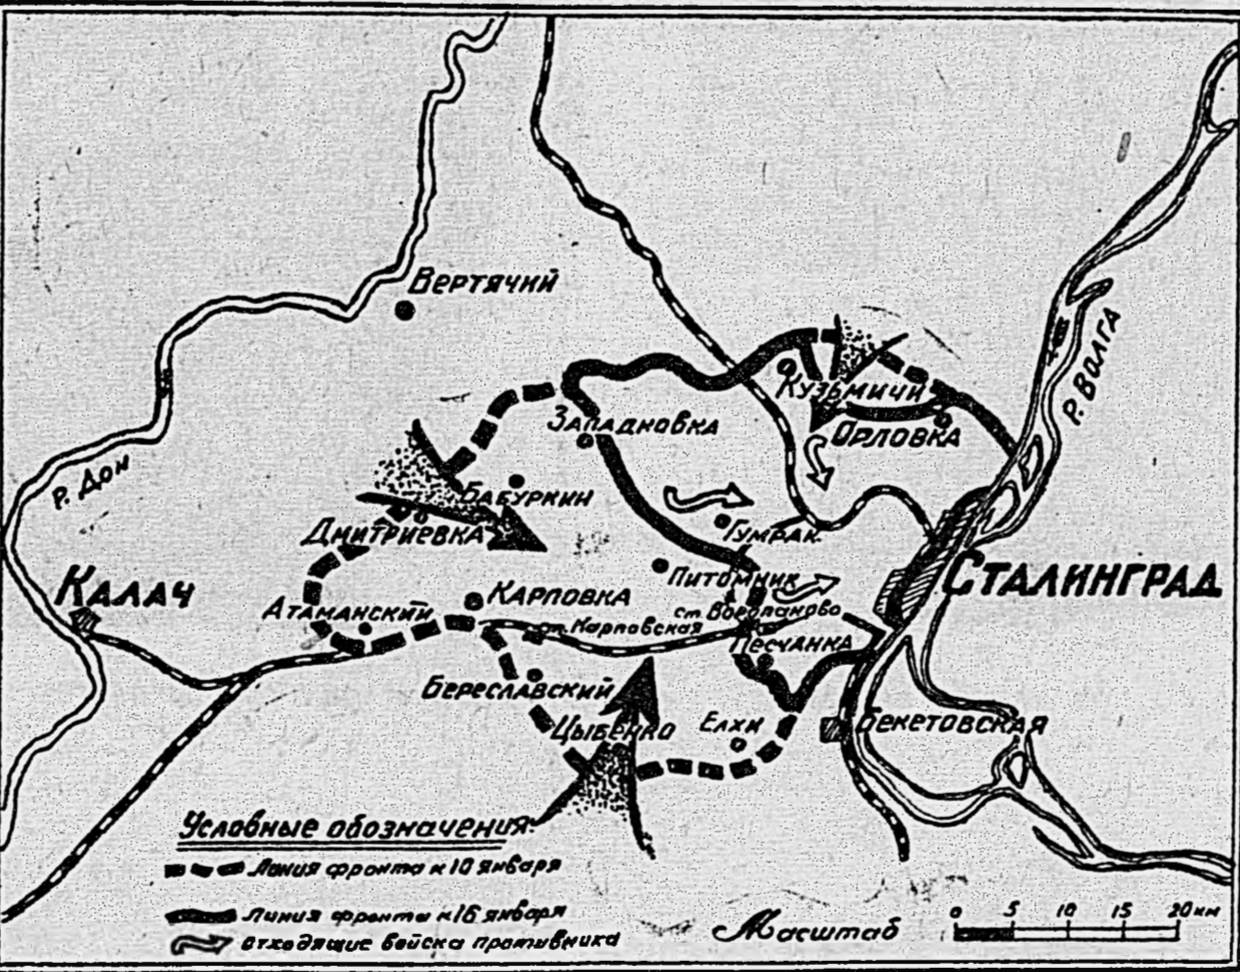 Вертячий
Кузьмичи
р. Волга
Западновка
Орловка
р. Дон
Бабуркин
Дмитриевка
Гумрак
Калач
Питомник
Сталинград
Карповка
Атаманский
ст. Воропаново
ст. Карповская
Песчанка
Береславский
Цыбенко
Елхи
Бекетовская
Условные обозначения:
Линия фронта к 10 января
Линия фронта к 16 января
отходящие войска противника
Масштаб
0 5 10 15 20 км